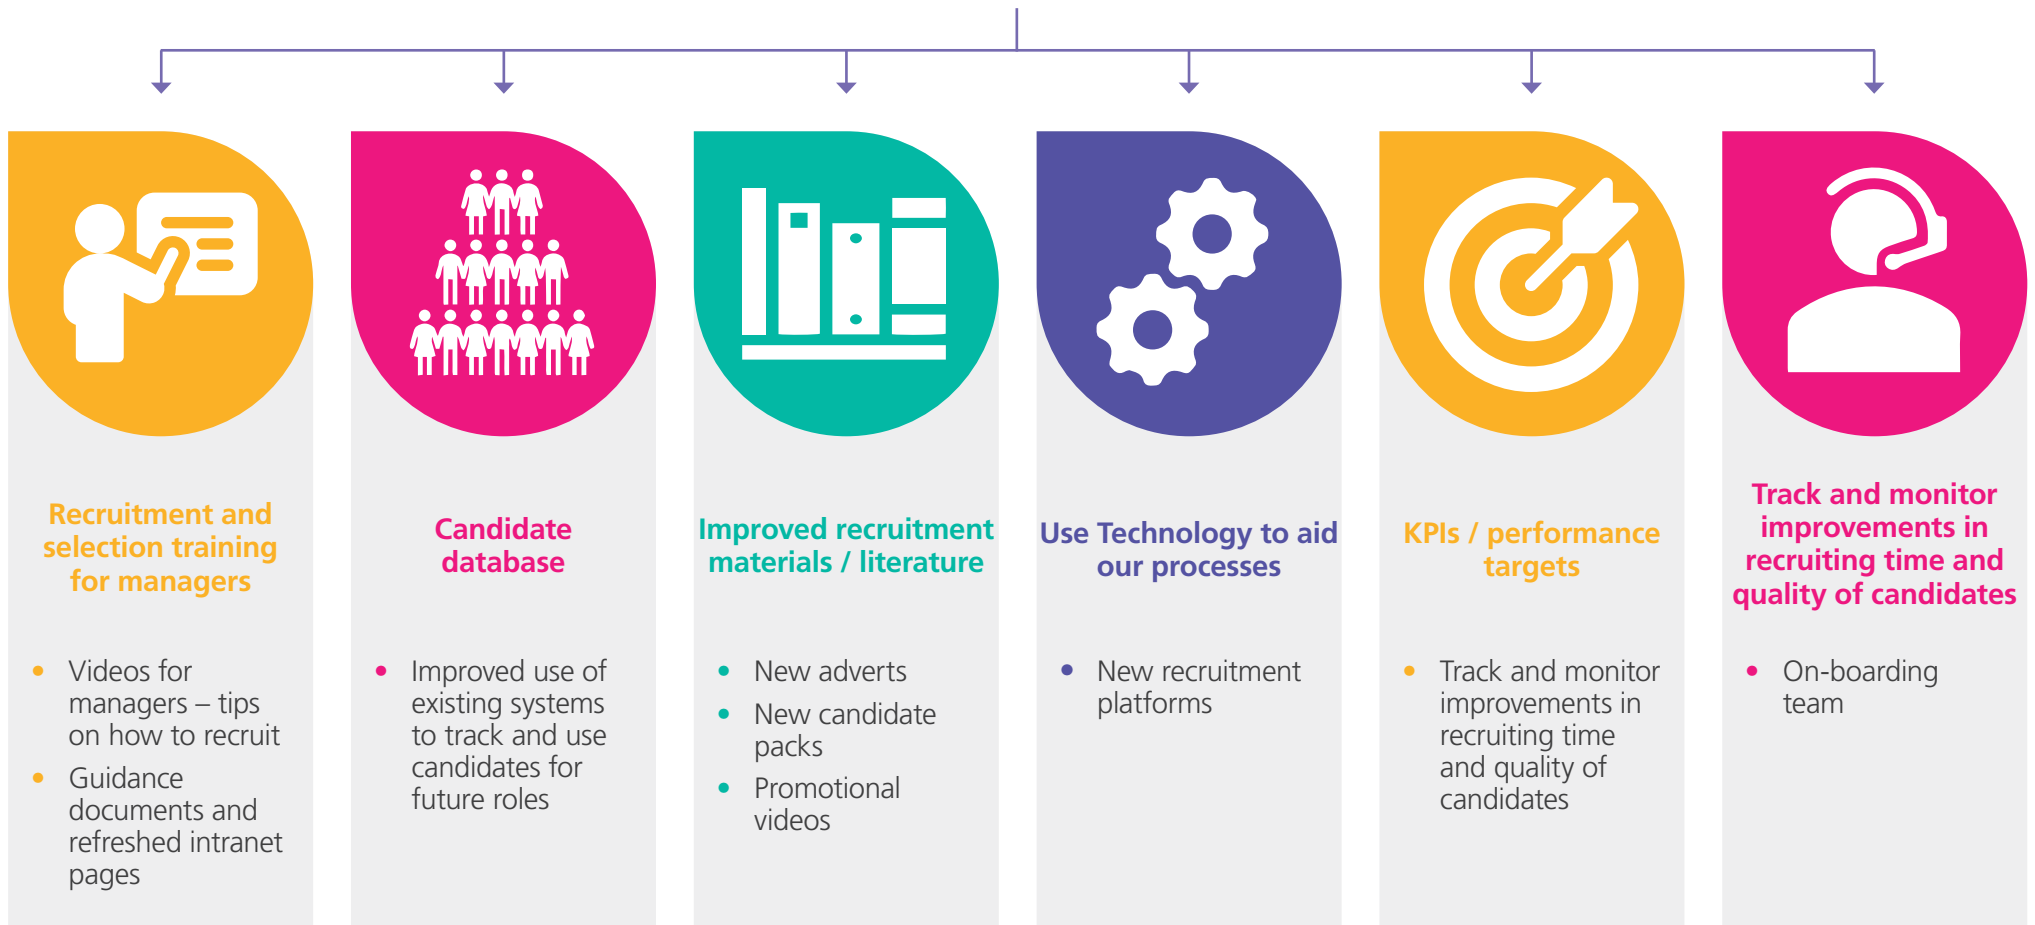 Recruitment and
selection training
for managers
• Videos for
managers – tips
on how to recruit
• Guidance
documents and
refreshed intranet
pages
Candidate
database
• Improved use of
existing systems
to track and use
candidates for
future roles
Improved recruitment
materials / literature
• New adverts
• New candidate
packs
• Promotional
videos
Use Technology to aid
our processes
• New recruitment
platforms
KPIs / performance
targets
• Track and monitor
improvements in
recruiting time
and quality of
candidates
Track and monitor
improvements in
recruiting time and
quality of candidates
• On-boarding
team